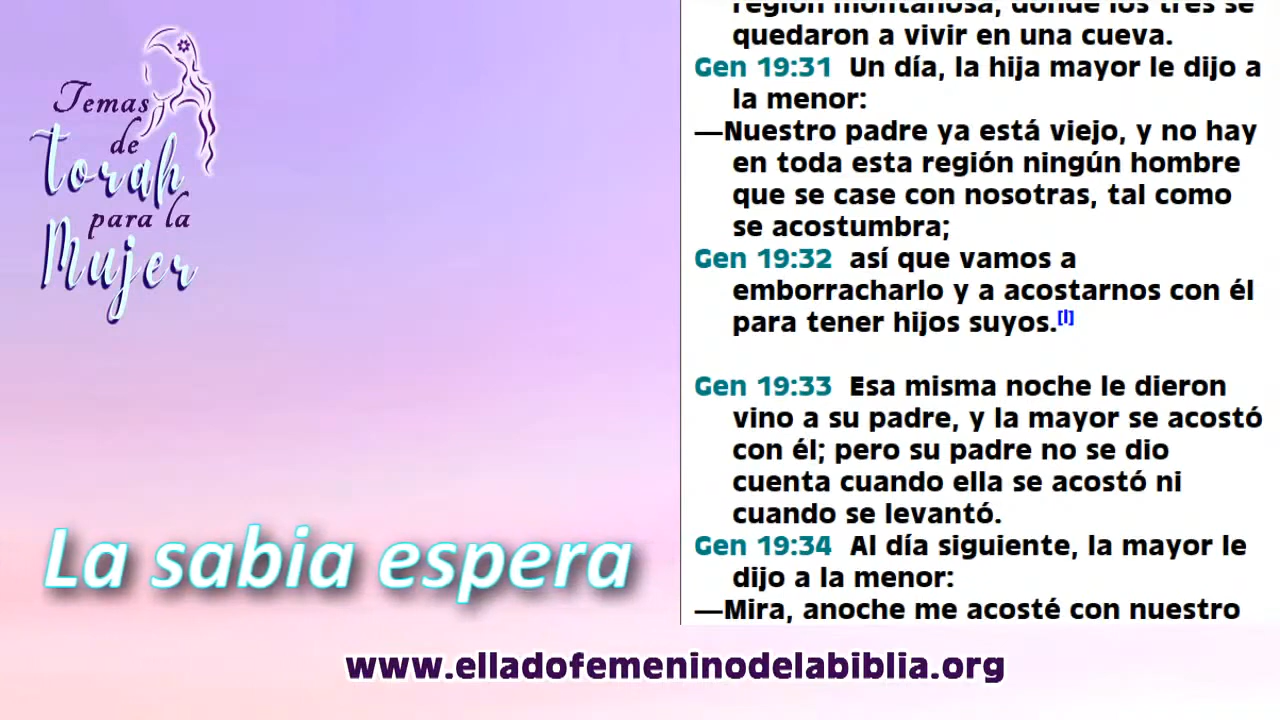 Temas
de
torah
para la
Mujer
La sabia espera
región montañosa, donde los tres se
quedaron a vivir en una cueva.
Gen 19:31 Un día, la hija mayor le dijo a
la menor:
—Nuestro padre ya está viejo, y no hay
en toda esta región ningún hombre
que se case con nosotras, tal como
se acostumbra;
Gen 19:32 así que vamos a
emborracharlo y a acostarnos con él
para tener hijos suyos.[l]
Gen 19:33 Esa misma noche le dieron
vino a su padre, y la mayor se acostó
con él; pero su padre no se dio
cuenta cuando ella se acostó ni
cuando se levantó.
Gen 19:34 Al día siguiente, la mayor le
dijo a la menor:
—Mira, anoche me acosté con nuestro
www.elladofemeninodelabiblia.org